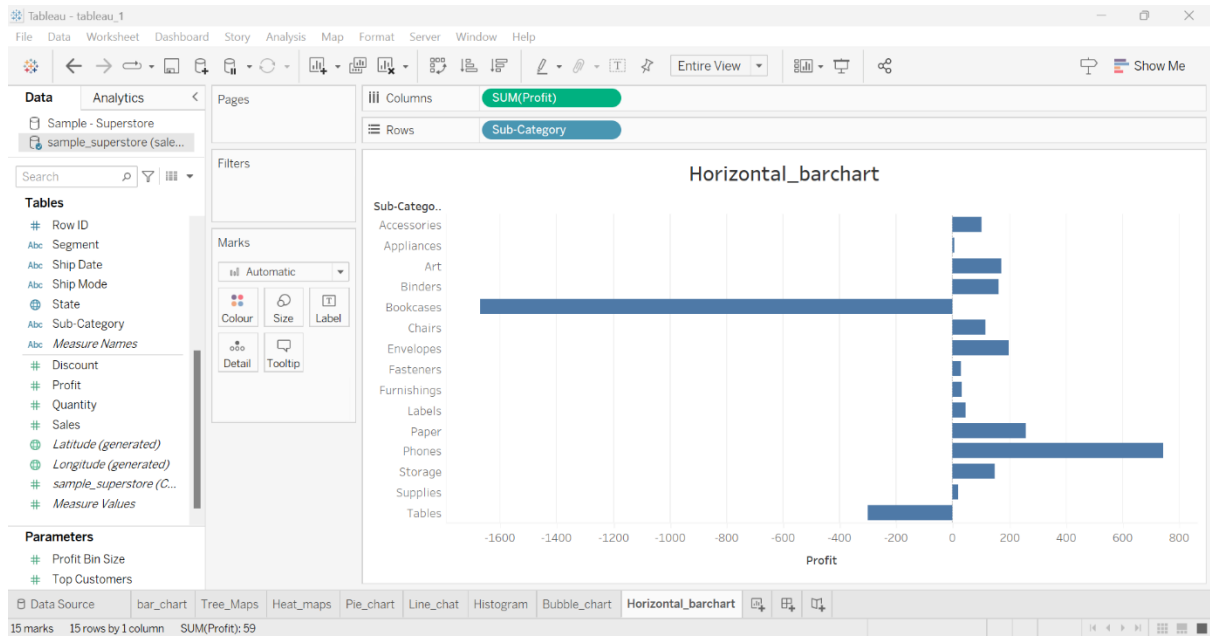 Tableau - tableau_1
File Data Worksheet Dashboard Story Analysis Map Format Server Window Help
Entire View
Show Me
Data Analytics
Sample - Superstore
sample_superstore (sale...
Search
Tables
# Row ID
Abc Segment
Abc Ship Date
Abc Ship Mode
State
Abc Sub-Category
Abc Measure Names
# Discount
# Profit
# Quantity
# Sales
Latitude (generated)
Longitude (generated)
# sample_superstore (C...
# Measure Values
Parameters
# Profit Bin Size
# Top Customers
Pages
Filters
Marks
Automatic
Colour Size Label
Detail Tooltip
Columns SUM(Profit)
Rows Sub-Category
Horizontal_barchart
Sub-Catego..
Accessories
Appliances
Art
Binders
Bookcases
Chairs
Envelopes
Fasteners
Furnishings
Labels
Paper
Phones
Storage
Supplies
Tables
-1600 -1400 -1200 -1000 -800 -600 -400 -200 0 200 400 600 800
Profit
Data Source bar_chart Tree_Maps Heat_maps Pie_chart Line_chat Histogram Bubble_chart Horizontal_barchart
15 marks 15 rows by 1 column SUM(Profit): 59